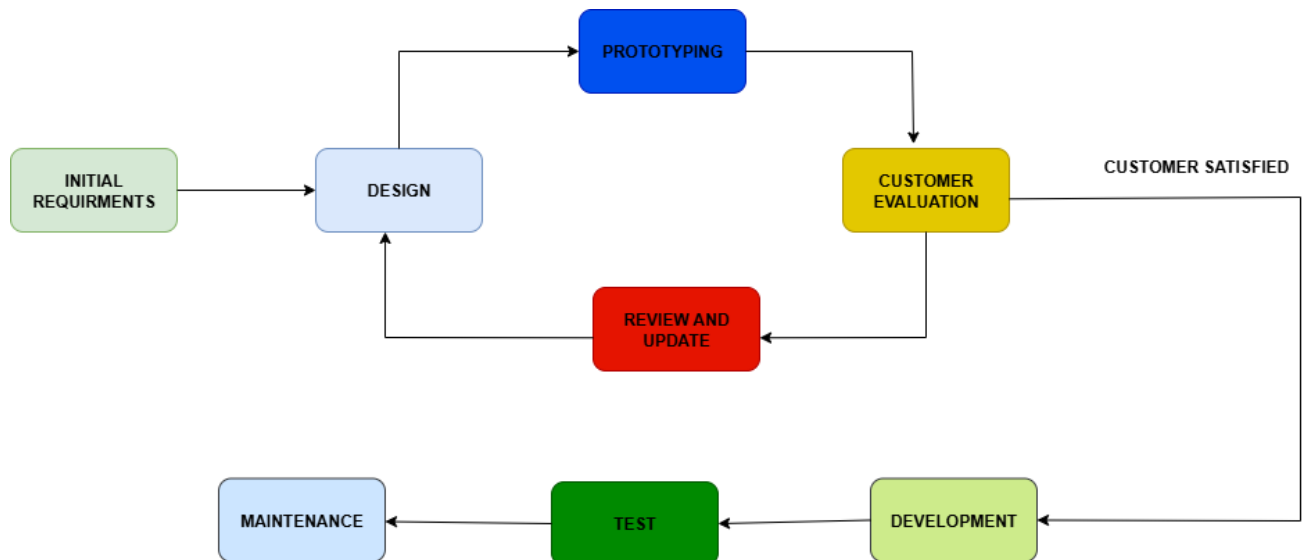 PROTOTYPING
INITIAL
REQUIRMENTS
DESIGN
CUSTOMER
EVALUATION
CUSTOMER SATISFIED
REVIEW AND
UPDATE
MAINTENANCE
TEST
DEVELOPMENT